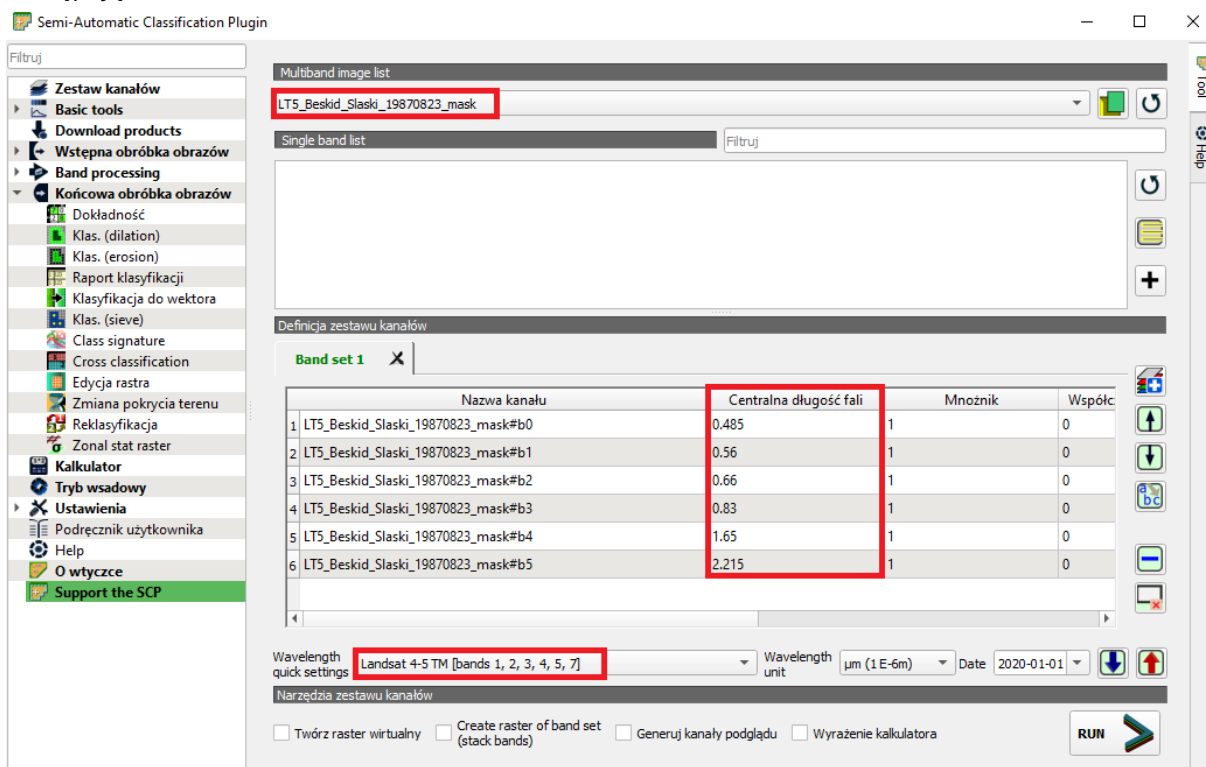 Semi-Automatic Classification Plugin
Filtruj
Zestaw kanałów
Basic tools
Download products
Wstępna obróbka obrazów
Band processing
Końcowa obróbka obrazów
Dokładność
Klas. (dilation)
Klas. (erosion)
Raport klasyfikacji
Klasyfikacja do wektora
Klas. (sieve)
Class signature
Cross classification
Edycja rastra
Zmiana pokrycia terenu
Reklasyfikacja
Zonal stat raster
Kalkulator
Tryb wsadowy
Ustawienia
Podręcznik użytkownika
Help
O wtyczce
Support the SCP
Multiband image list
LT5_Beskid_Slaski_19870823_mask
Single band list Filtruj
Definicja zestawu kanałów
Band set 1
Nazwa kanału Centralna długość fali Mnożnik Współc
1 LT5_Beskid_Slaski_19870823_mask#b0 0.485 1 0
2 LT5_Beskid_Slaski_19870823_mask#b1 0.56 1 0
3 LT5_Beskid_Slaski_19870823_mask#b2 0.66 1 0
4 LT5_Beskid_Slaski_19870823_mask#b3 0.83 1 0
5 LT5_Beskid_Slaski_19870823_mask#b4 1.65 1 0
6 LT5_Beskid_Slaski_19870823_mask#b5 2.215 1 0
Wavelength
quick settings
Landsat 4-5 TM [bands 1, 2, 3, 4, 5, 7]
Wavelength
unit
µm (1 E-6m) Date 2020-01-01
Narzędzia zestawu kanałów
Twórz raster wirtualny
Create raster of band set
(stack bands)
Generuj kanały podglądu
Wyrażenie kalkulatora
RUN
Tool
Help
a
bc